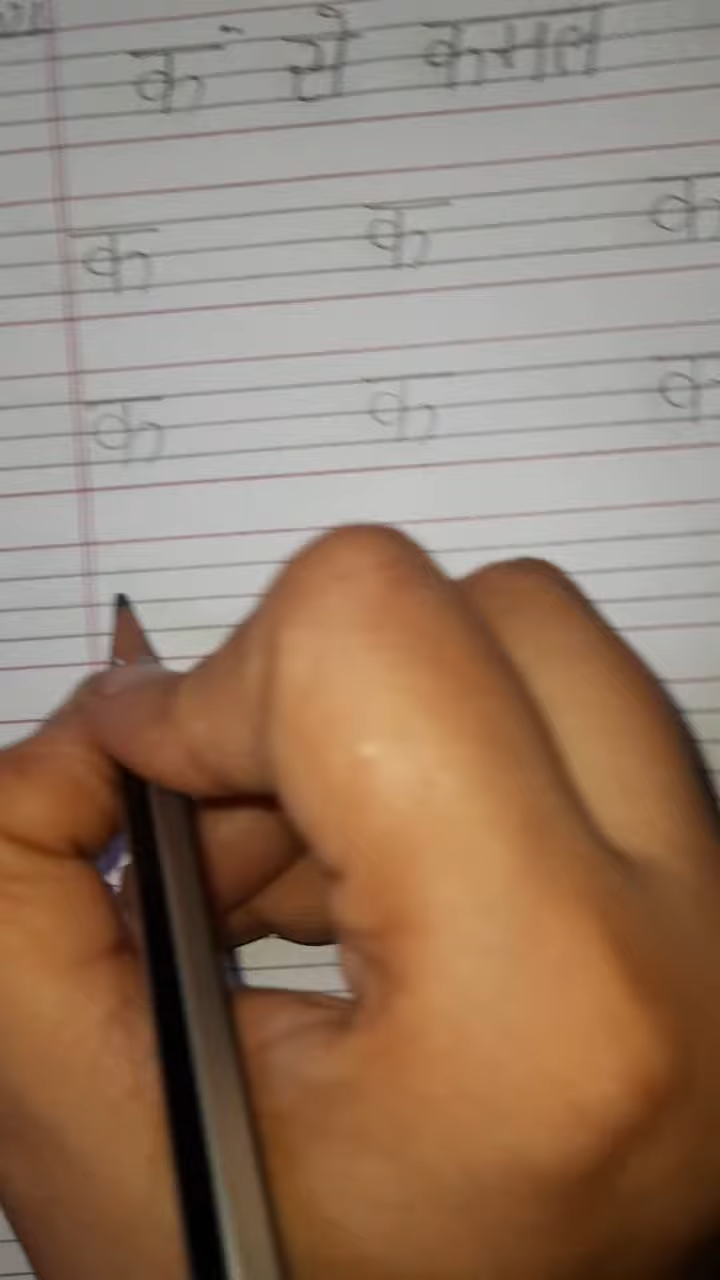 क से कमल
क क क
क क क